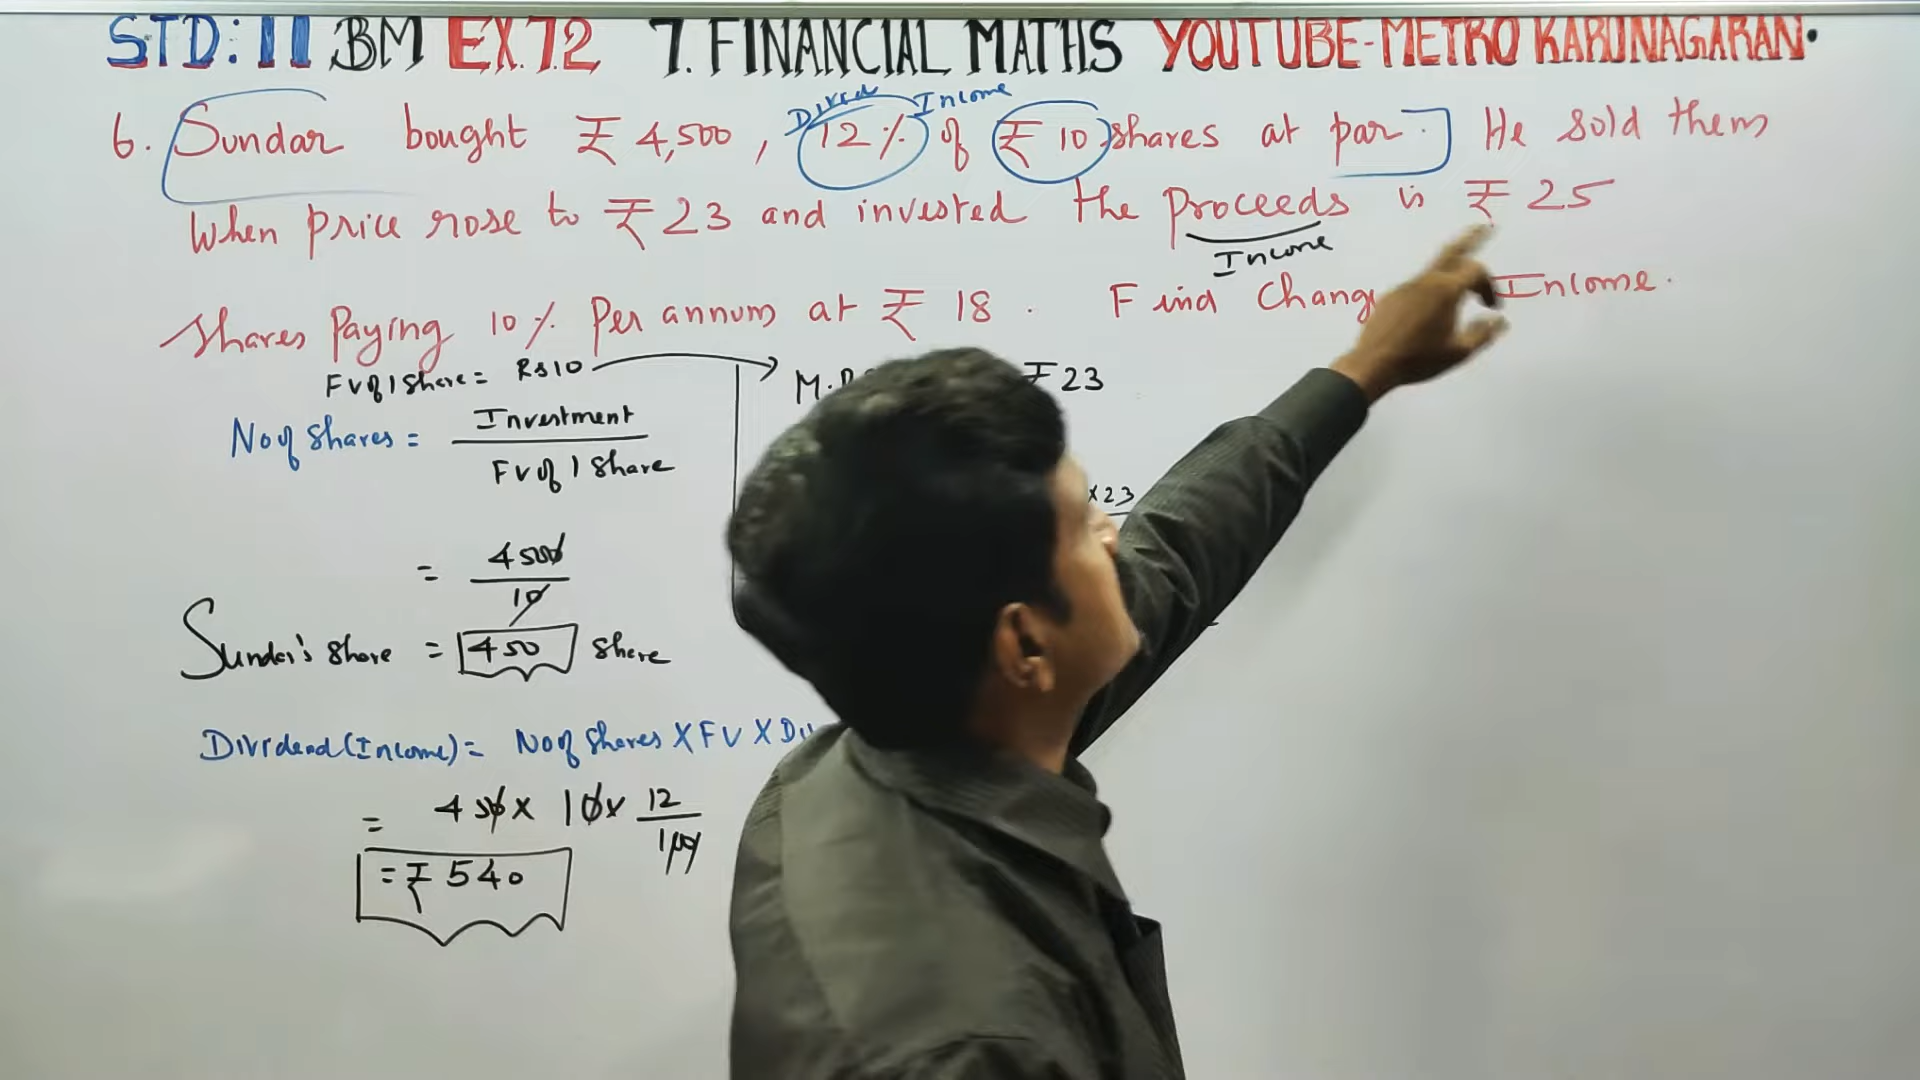 STD: 11 BM EX.7.2 7. FINANCIAL MATHS YOUTUBE-METRO KARUNAGARAN.
Divid Income
6. Sundar bought ₹ 4,500, 12% of ₹ 10 shares at par. He sold them
when price rose to ₹ 23 and invested the proceeds is ₹ 25
Income
shares Paying 10% Per annum at ₹ 18. Find Chang Income.
FV of 1 share = Rs 10
₹ 23
No of shares = Investment
FV of 1 share
× 23
= 4500
10
Sundar's share = 450 share
Dividend (Income) = No of shares X FV X Di
= 450 x 10 x 12
100
= ₹ 540